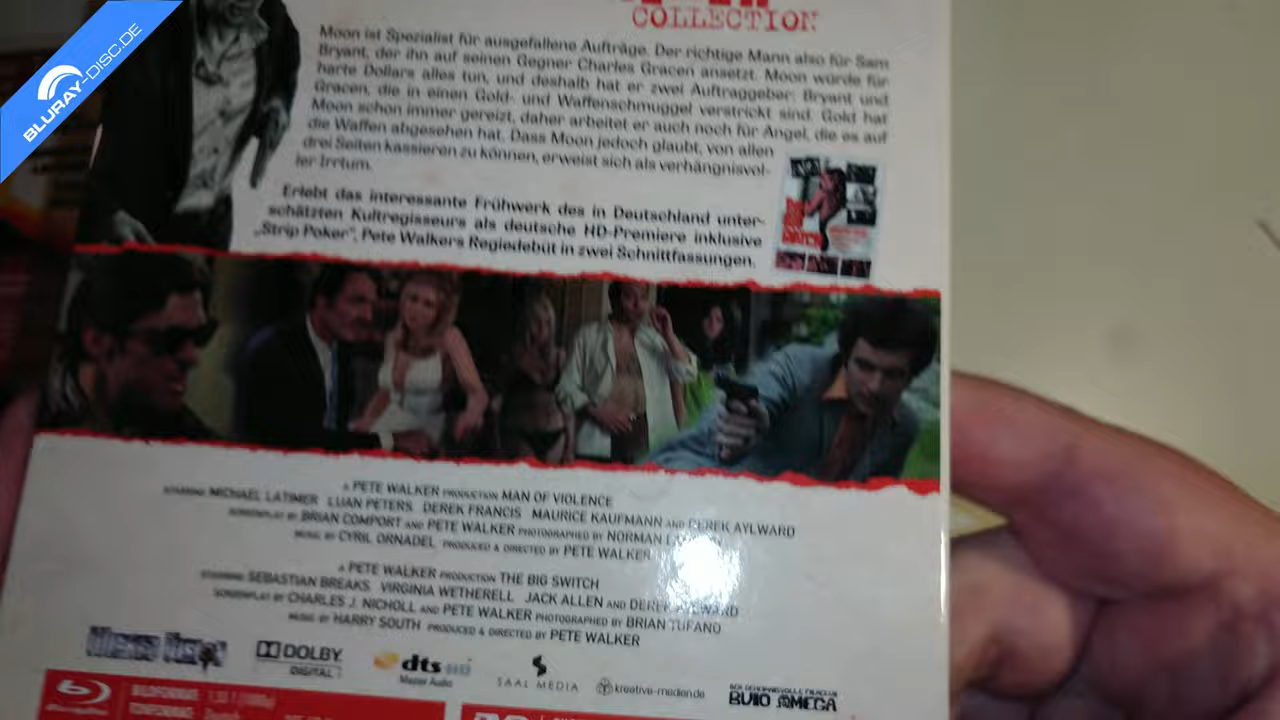 BLURAY-DISC.DE
COLLECTION
Moon ist Spezialist für ausgefallene Aufträge. Der richtige Mann also für Sam
Bryant, der ihn auf seinen Gegner Charles Gracen ansetzt. Moon würde für
harte Dollars alles tun, und deshalb hat er zwei Auftraggeber: Bryant und
Gracen, die in einen Gold- und Waffenschmuggel verstrickt sind. Gold hat
Moon schon immer gereizt, daher arbeitet er auch noch für Angel, die es auf
die Waffen abgesehen hat. Dass Moon jedoch glaubt, von allen
drei Seiten kassieren zu können, erweist sich als verhängnisvol-
ler Irrtum.
Erlebt das interessante Frühwerk des in Deutschland unter-
schätzten Kultregisseurs als deutsche HD-Premiere inklusive
„Strip Poker", Pete Walkers Regiedebüt in zwei Schnittfassungen.
A PETE WALKER PRODUCTION MAN OF VIOLENCE
STARRING MICHAEL LATIMER LUAN PETERS DEREK FRANCIS MAURICE KAUFMANN AND DEREK AYLWARD
SCREENPLAY BY BRIAN COMPORT AND PETE WALKER PHOTOGRAPHED BY NORMAN
MUSIC BY CYRIL ORNADEL PRODUCED & DIRECTED BY PETE WALKER
A PETE WALKER PRODUCTION THE BIG SWITCH
STARRING SEBASTIAN BREAKS VIRGINIA WETHERELL JACK ALLEN AND DEREK AYLWARD
SCREENPLAY BY CHARLES J. NICHOLL AND PETE WALKER PHOTOGRAPHED BY BRIAN TUFANO
MUSIC BY HARRY SOUTH PRODUCED & DIRECTED BY PETE WALKER
DOLBY
DIGITAL
dts HD
Master Audio
SAAL MEDIA
kreative-medien.de
DER GEHEIMNISVOLLE FILMCLUB
BUIO OMEGA
BILDFORMAT:
TONFORMAT: